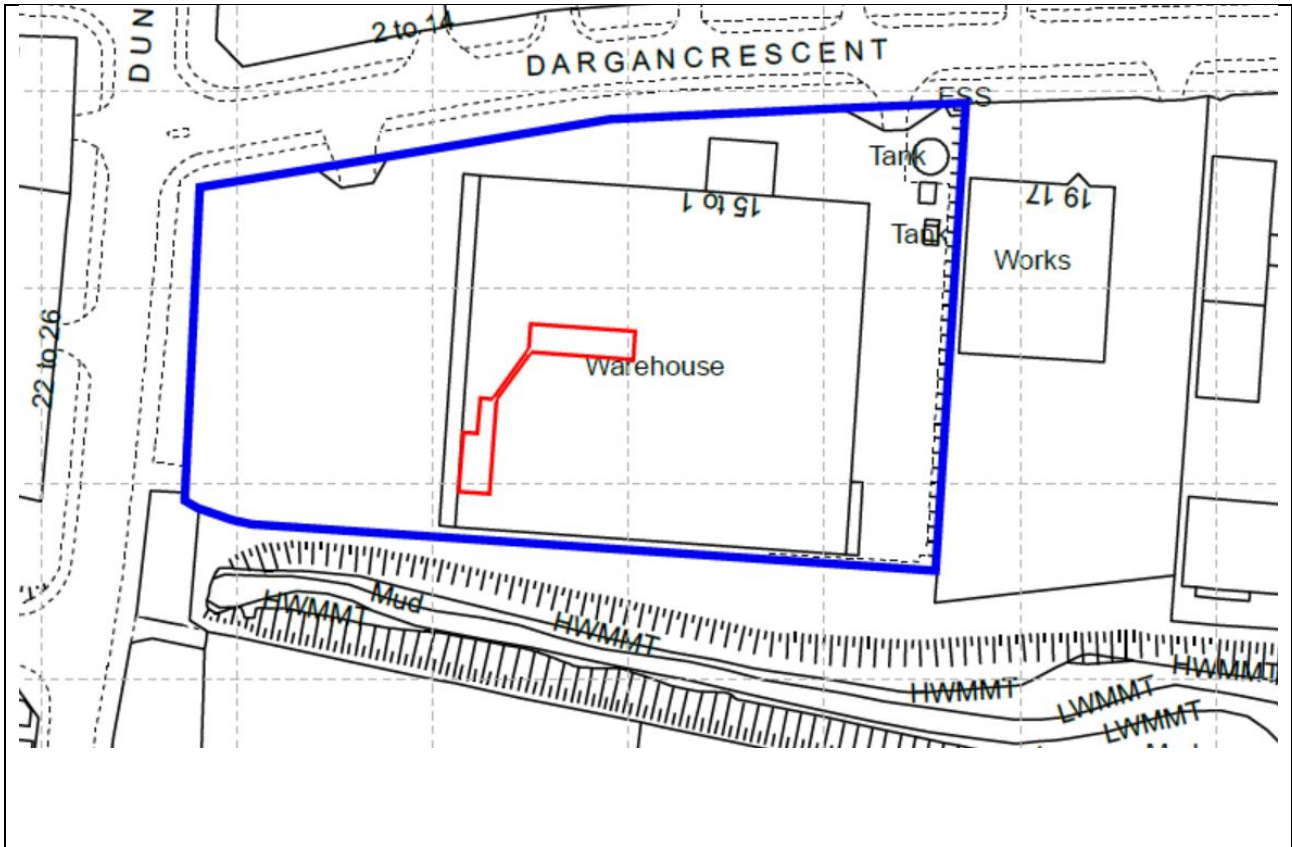 DUN
2 to 14
DARGANCRESCENT
ESS
Tank
15 to 1
19 17
Tank
Works
22 to 26
Warehouse
Mud
HWMMT
HWMMT
HWMMT
HWMMT
LWMMT
LWMMT